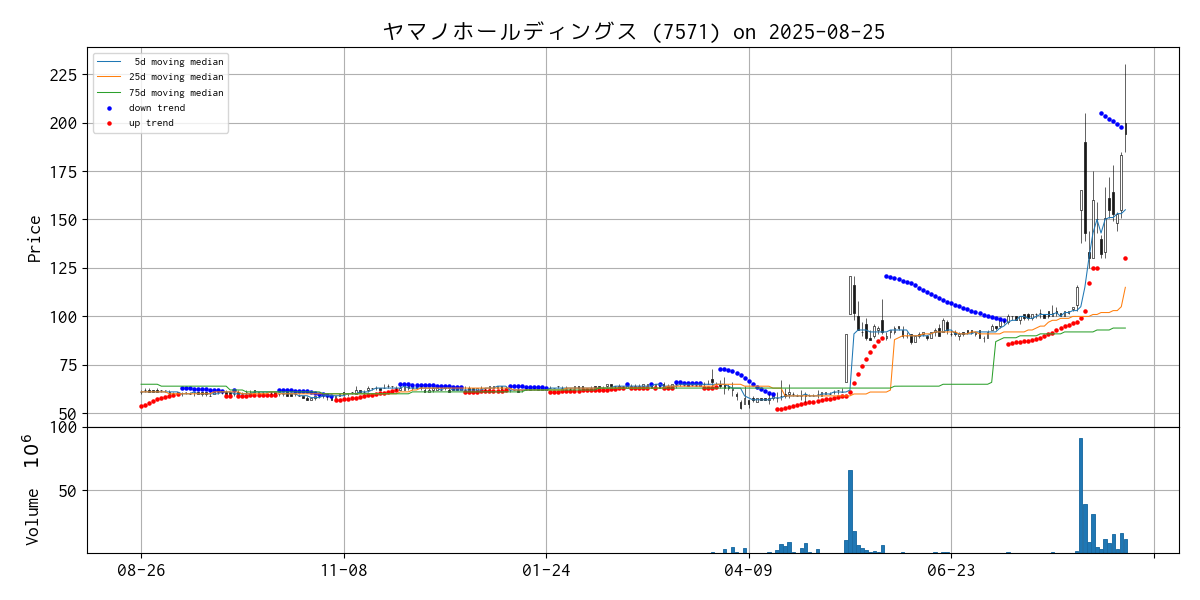 ヤマノホールディングス (7571) on 2025-08-25
5d moving median
25d moving median
75d moving median
down trend
up trend
Price
225
200
175
150
125
100
75
50
Volume 10^6
100
50
08-26
11-08
01-24
04-09
06-23